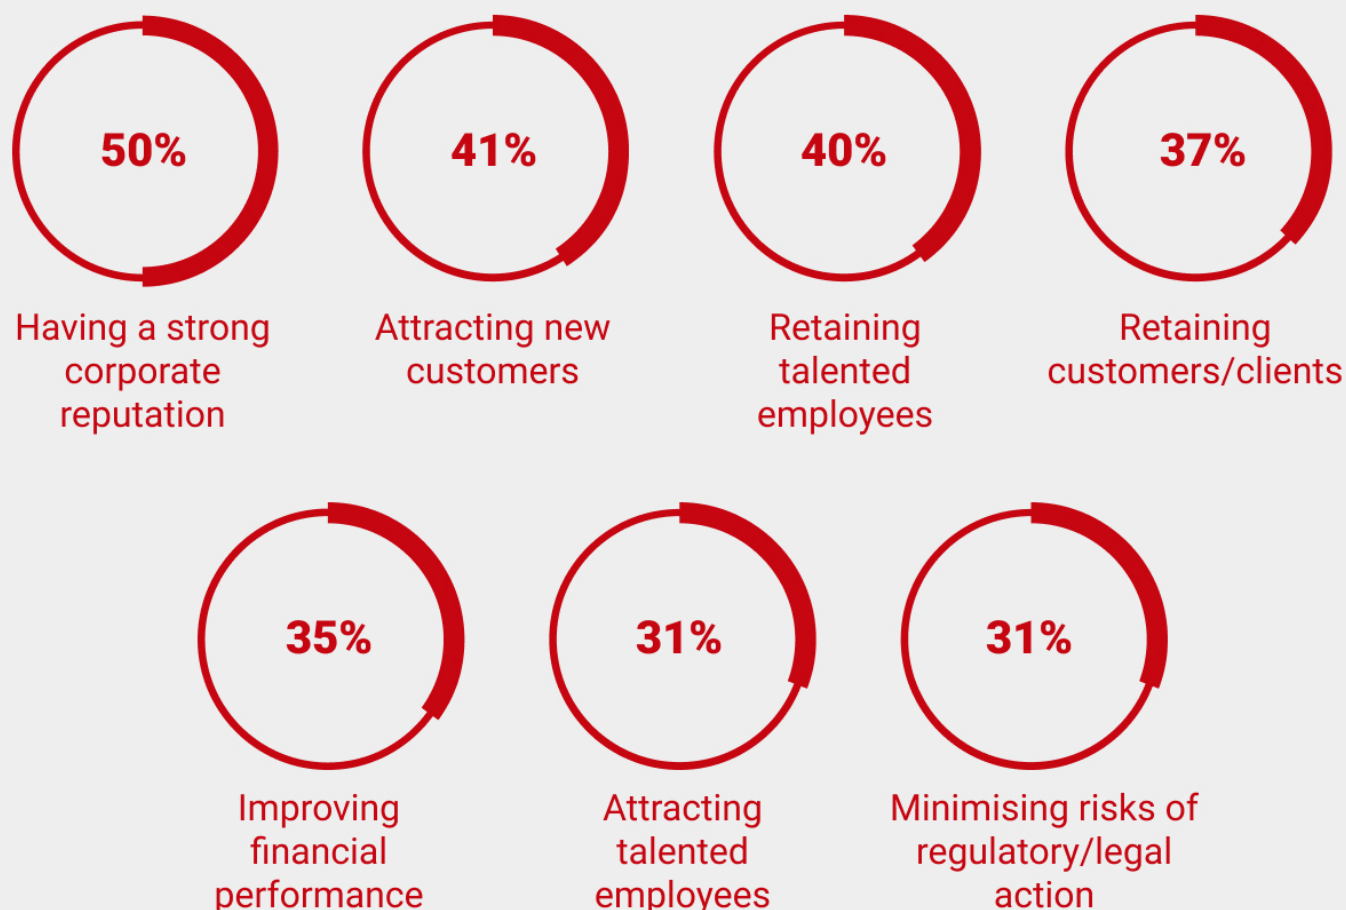 50%
41%
40%
37%
Having a strong
corporate
reputation
Attracting new
customers
Retaining
talented
employees
Retaining
customers/clients
35%
31%
31%
Improving
financial
performance
Attracting
talented
employees
Minimising risks of
regulatory/legal
action